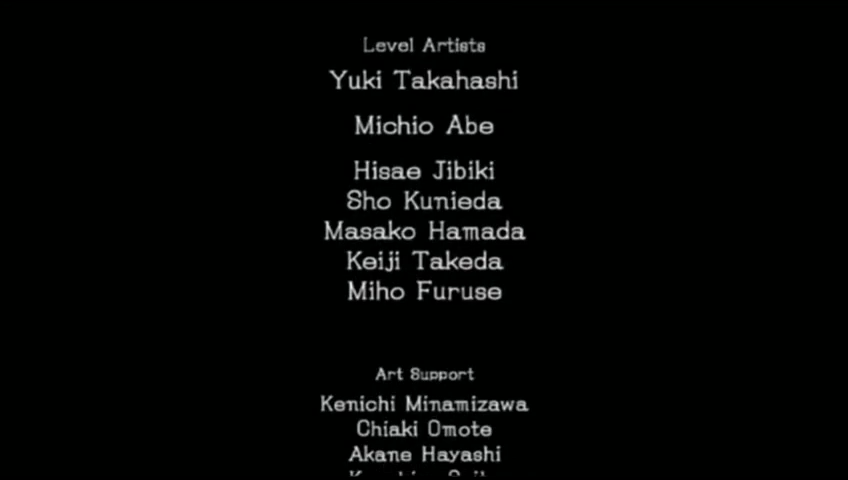 Level Artists
Yuki Takahashi
Michio Abe
Hisae Jibiki
Sho Kunieda
Masako Hamada
Keiji Takeda
Miho Furuse
Art Support
Kenichi Minamizawa
Chiaki Omote
Akane Hayashi